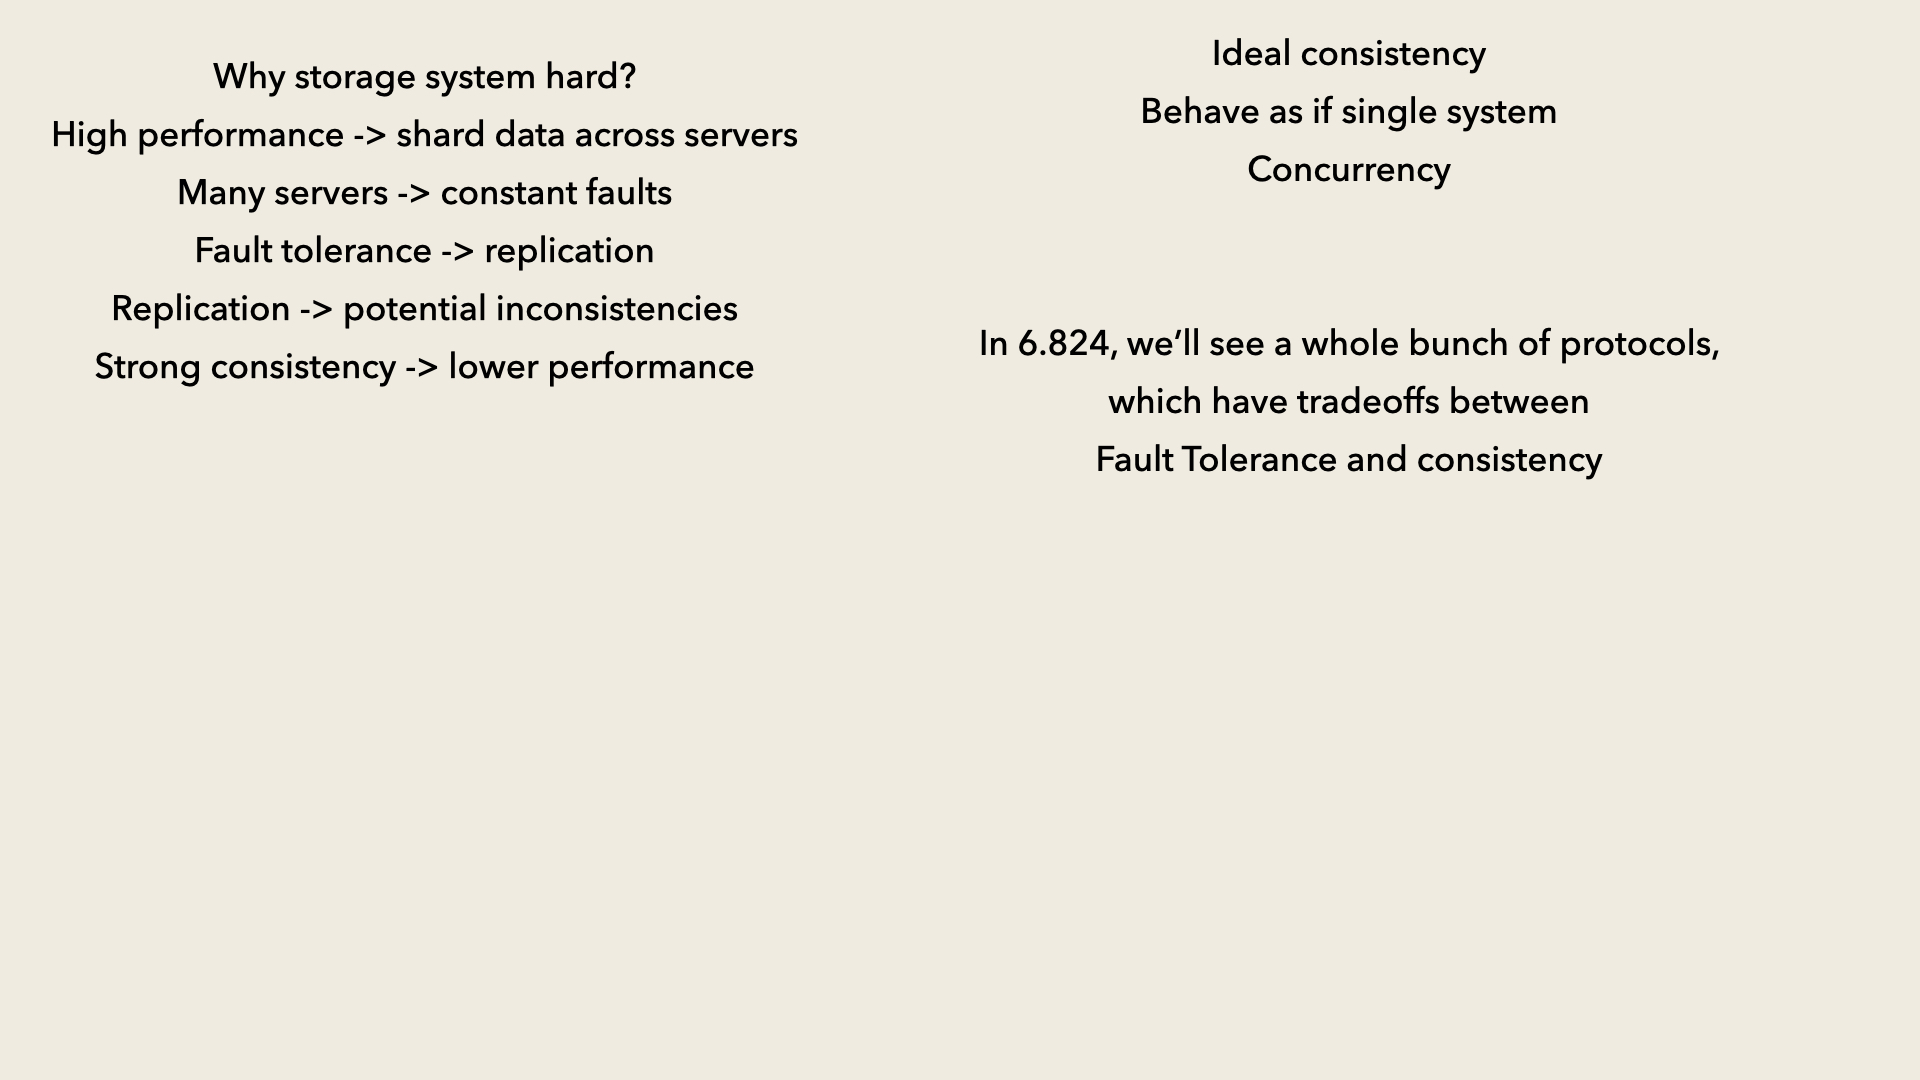 Why storage system hard?
High performance -> shard data across servers
Many servers -> constant faults
Fault tolerance -> replication
Replication -> potential inconsistencies
Strong consistency -> lower performance
Ideal consistency
Behave as if single system
Concurrency
In 6.824, we’ll see a whole bunch of protocols,
which have tradeoffs between
Fault Tolerance and consistency